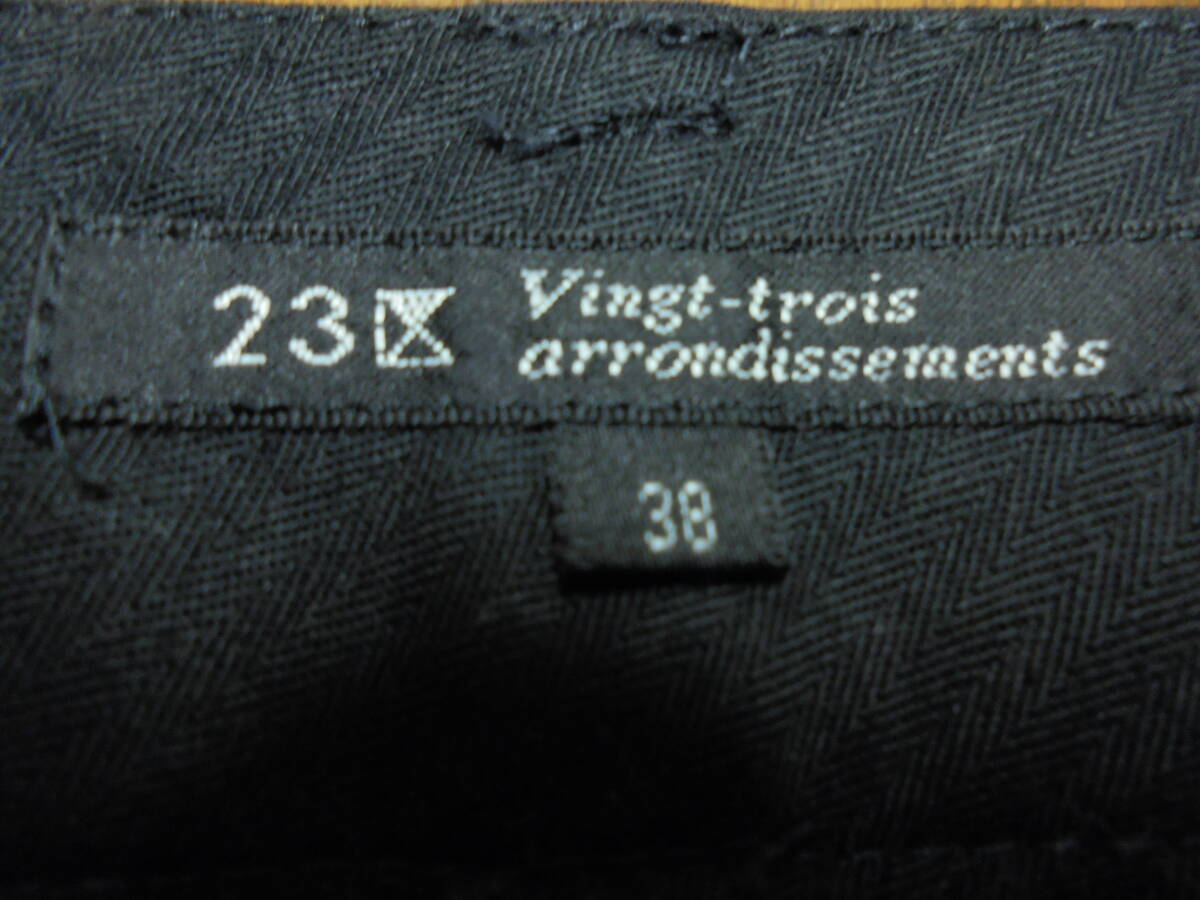 23
Vingt-trois
arrondissements
38